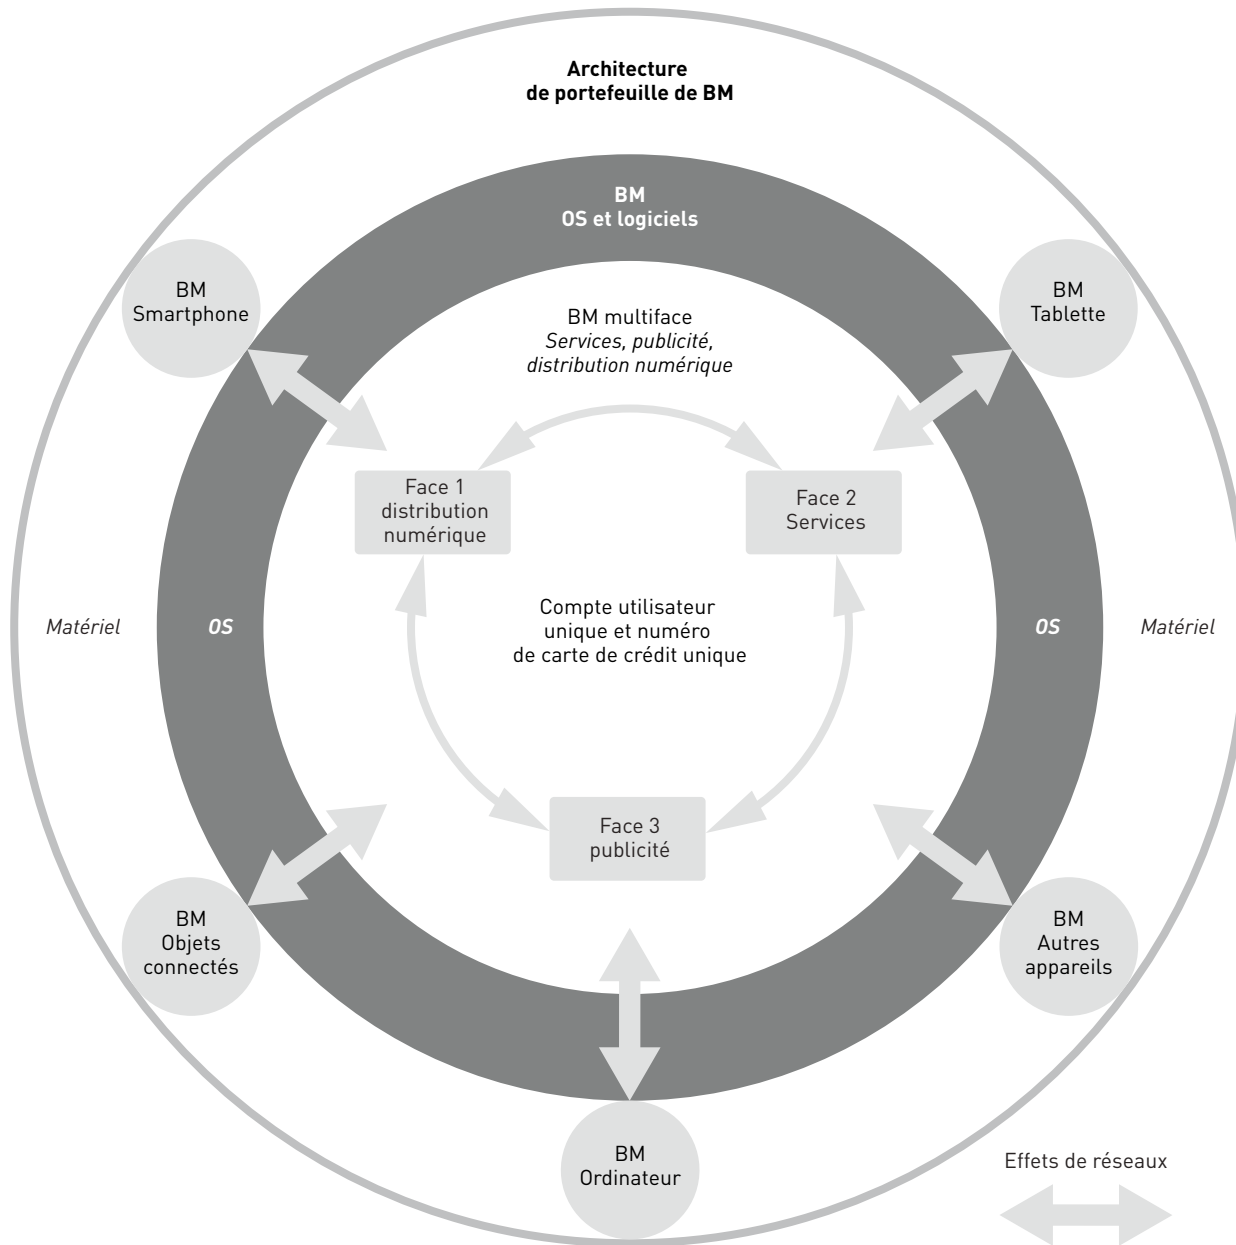 Architecture
de portefeuille de BM
BM
OS et logiciels
BM
Smartphone
BM
Tablette
BM multiface
Services, publicité,
distribution numérique
Face 1
distribution
numérique
Face 2
Services
Compte utilisateur
unique et numéro
de carte de crédit unique
Matériel
OS
OS
Matériel
Face 3
publicité
BM
Objets
connectés
BM
Autres
appareils
BM
Ordinateur
Effets de réseaux